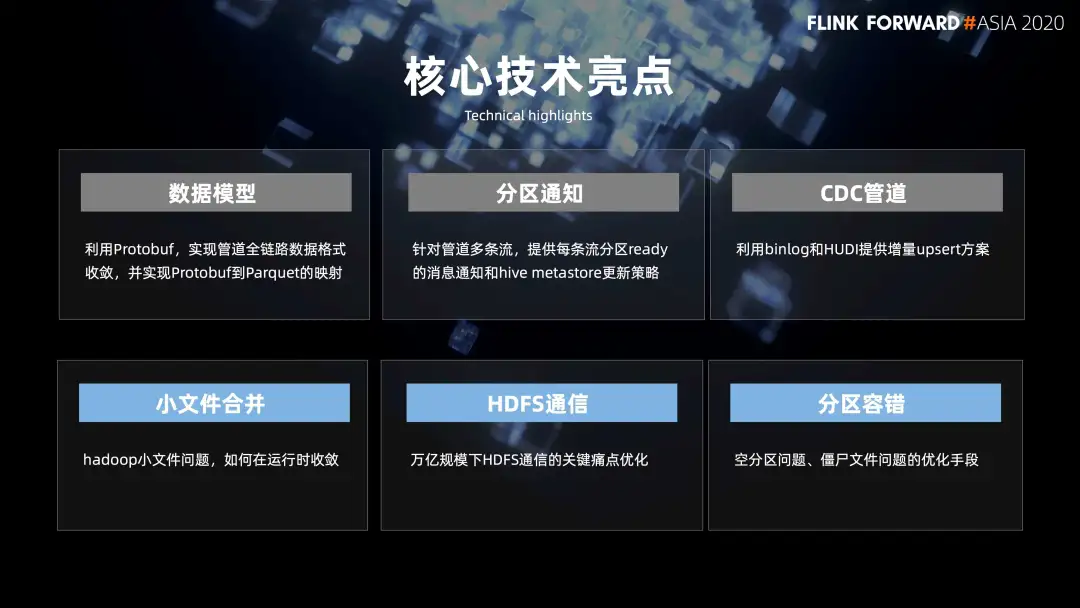 FLINK FORWARD #ASIA 2020
核心技术亮点
Technical highlights
数据模型
利用Protobuf，实现管道全链路数据格式
收敛，并实现Protobuf到Parquet的映射
分区通知
针对管道多条流，提供每条流分区ready
的消息通知和hive metastore更新策略
CDC管道
利用binlog和HUDI提供增量upsert方案
小文件合并
hadoop小文件问题，如何在运行时收敛
HDFS通信
万亿规模下HDFS通信的关键痛点优化
分区容错
空分区问题、僵尸文件问题的优化手段